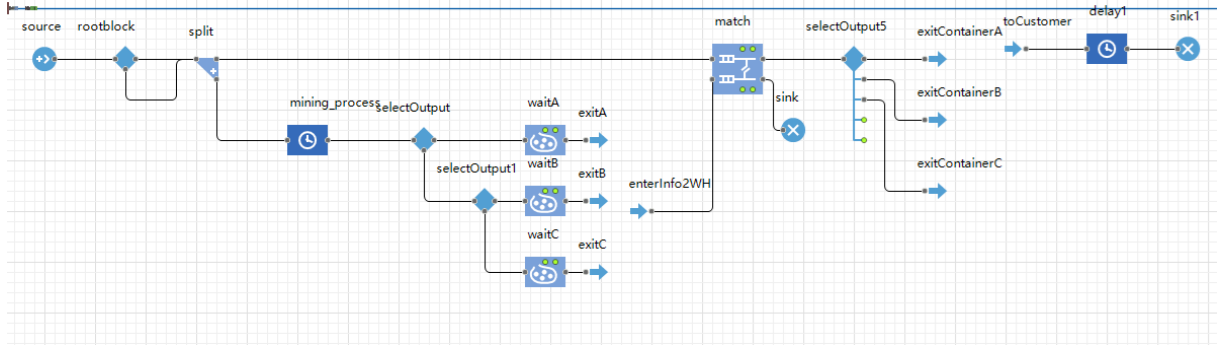 source
rootblock
split
match
selectOutput5
exitContainerA
toCustomer
delay1
sink1
mining_process
selectOutput
waitA
exitA
sink
exitContainerB
selectOutput1
waitB
exitB
enterInfo2WH
exitContainerC
waitC
exitC